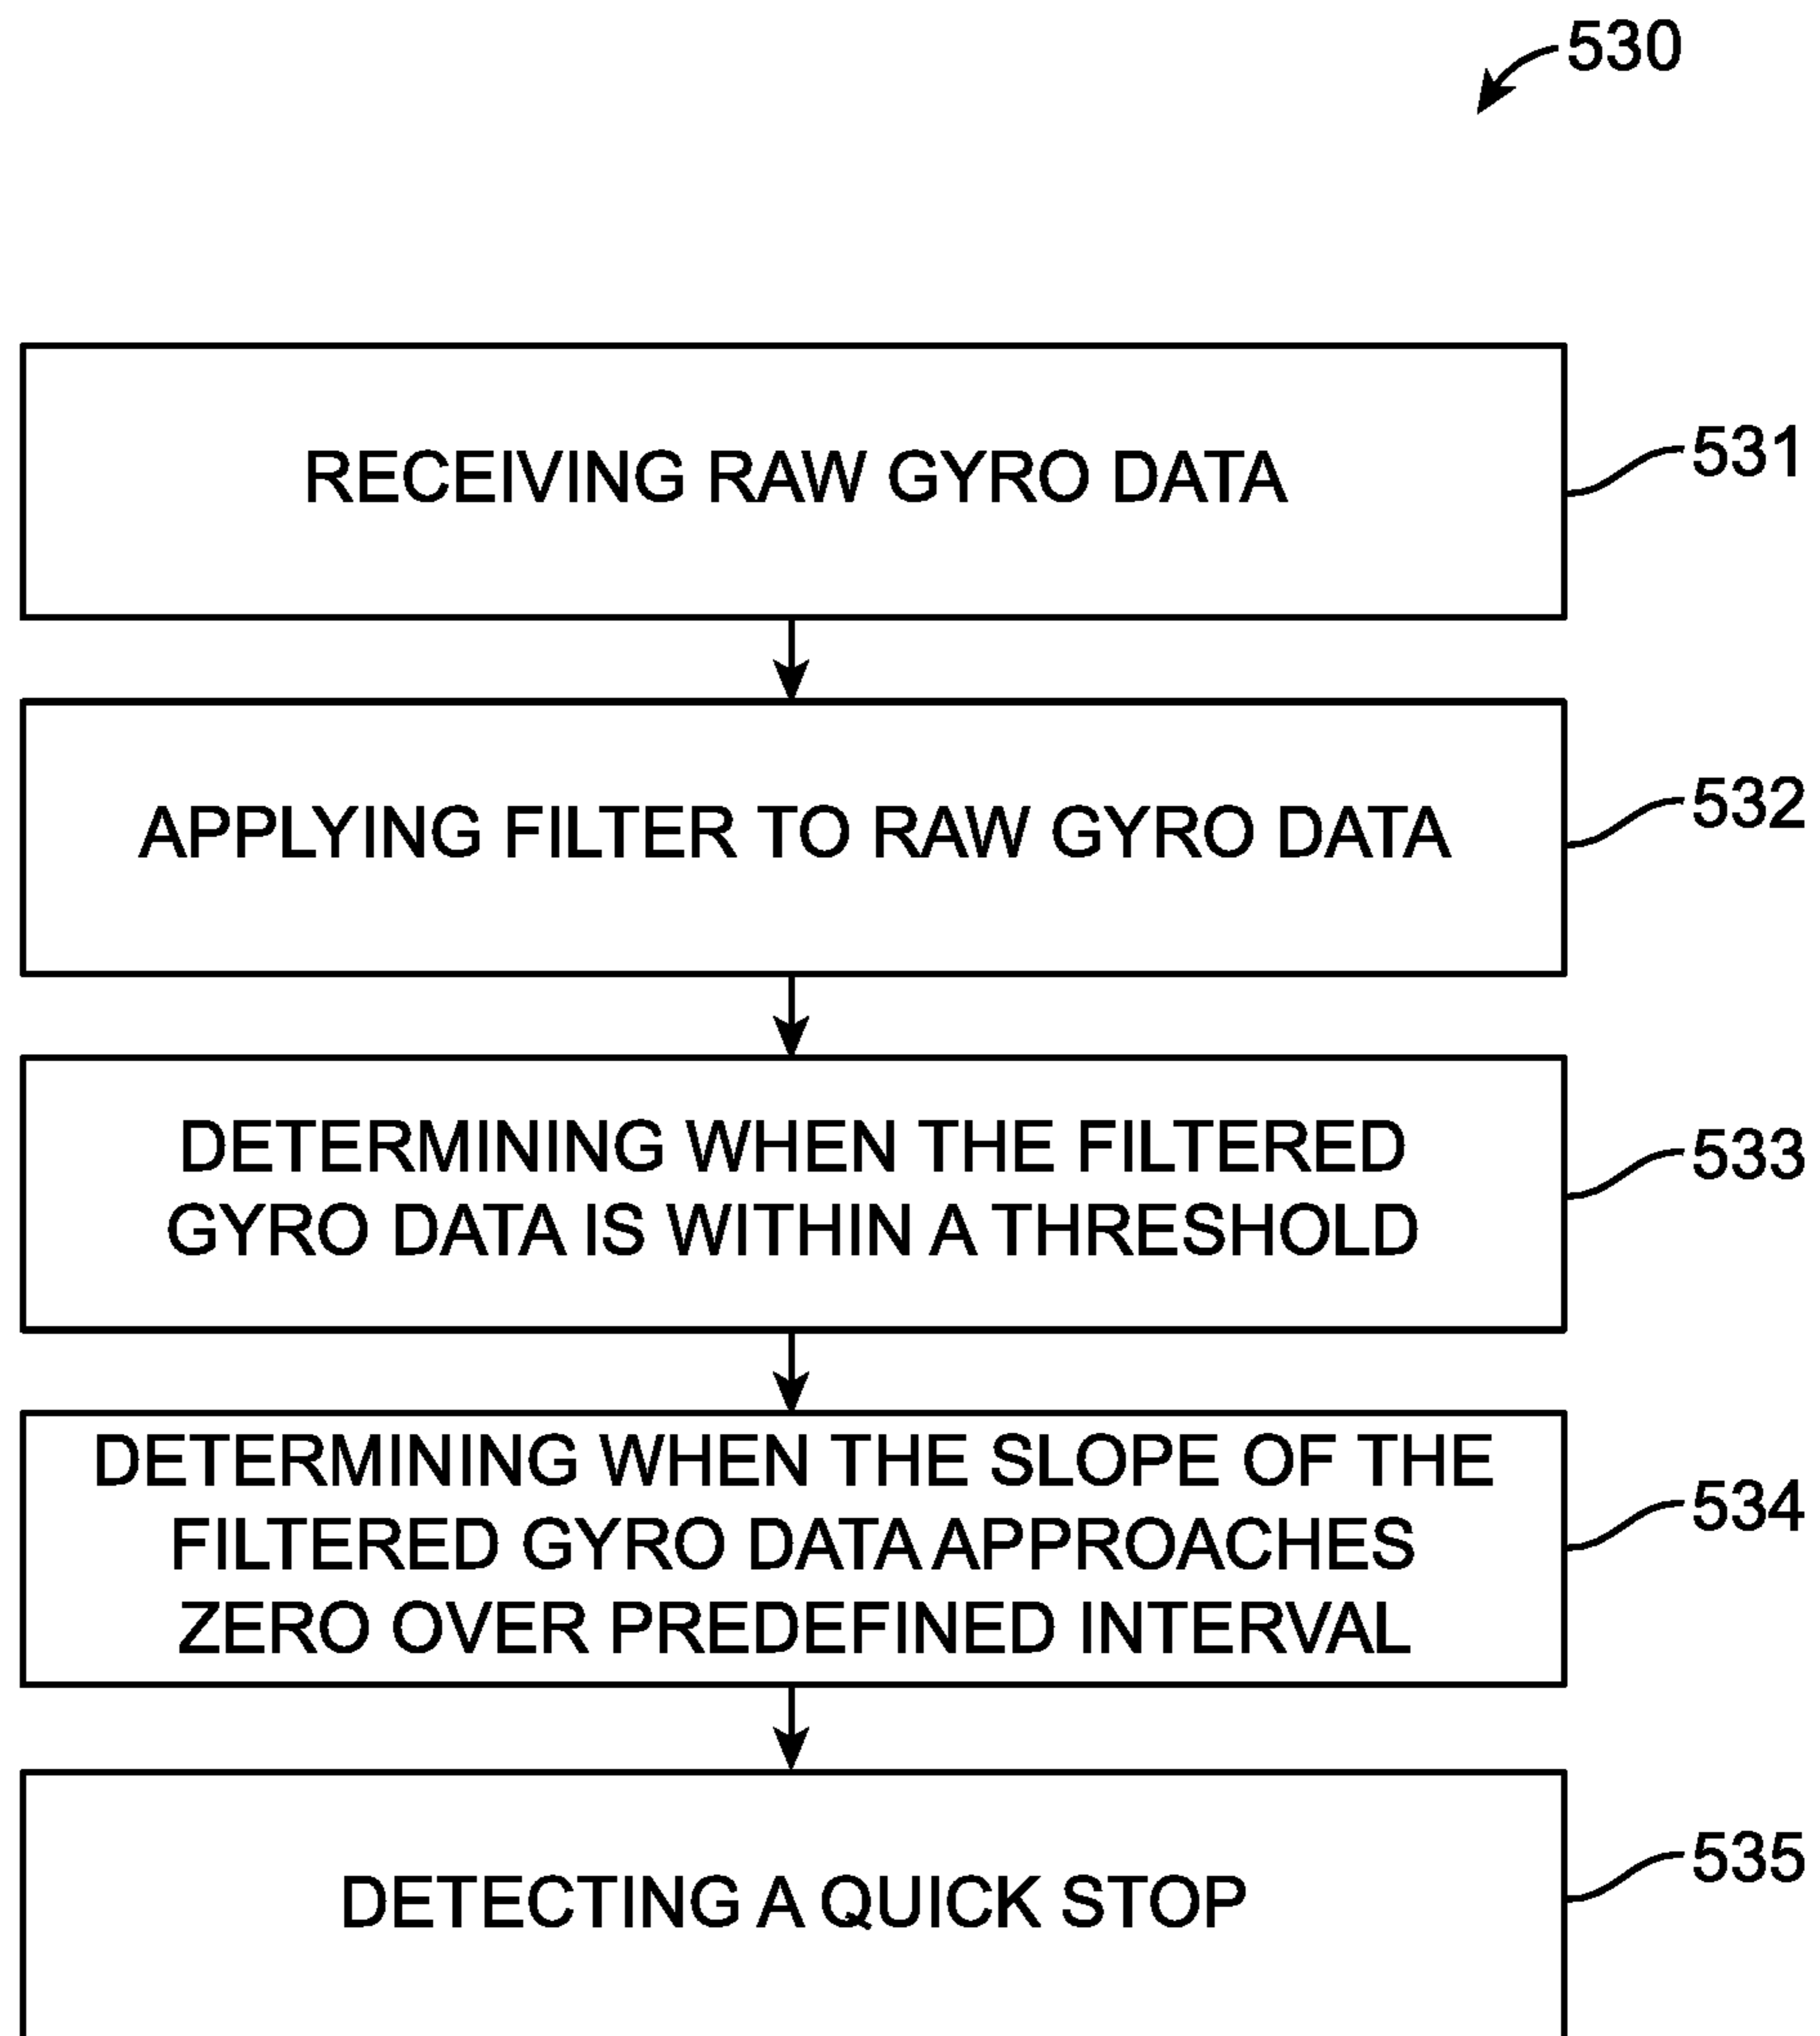 530
RECEIVING RAW GYRO DATA
531
APPLYING FILTER TO RAW GYRO DATA
532
DETERMINING WHEN THE FILTERED
GYRO DATA IS WITHIN A THRESHOLD
533
DETERMINING WHEN THE SLOPE OF THE
FILTERED GYRO DATA APPROACHES
ZERO OVER PREDEFINED INTERVAL
534
DETECTING A QUICK STOP
535